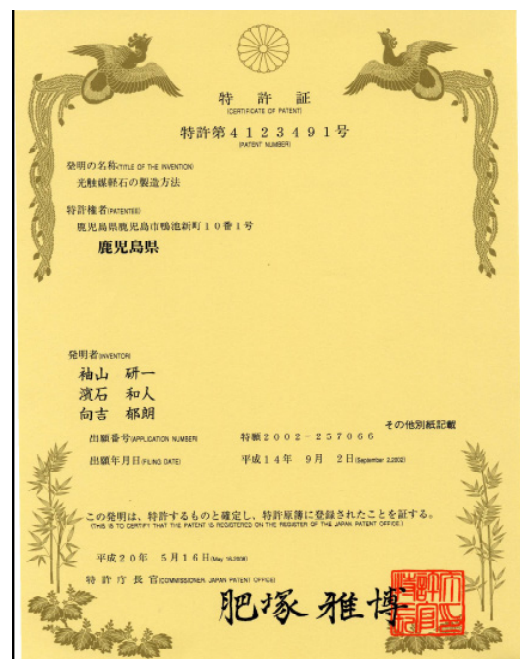 特許証
(CERTIFICATE OF PATENT)
特許第4123491号
(PATENT NUMBER)
発明の名称(TITLE OF THE INVENTION)
光触媒軽石の製造方法
特許権者(PATENTEE)
鹿児島県鹿児島市鴨池新町10番1号
鹿児島県
発明者(INVENTOR)
袖山 研一
濱石 和人
向吉 郁朗
その他別紙記載
出願番号(APPLICATION NUMBER) 特願2002-257066
出願年月日(FILING DATE) 平成14年 9月 2日(September 2,2002)
この発明は、特許するものと確定し、特許原簿に登録されたことを証する。
(THIS IS TO CERTIFY THAT THE PATENT IS REGISTERED ON THE REGISTER OF THE JAPAN PATENT OFFICE.)
平成20年 5月16日(May 16,2008)
特許庁長官(COMMISSIONER, JAPAN PATENT OFFICE)
肥塚雅博